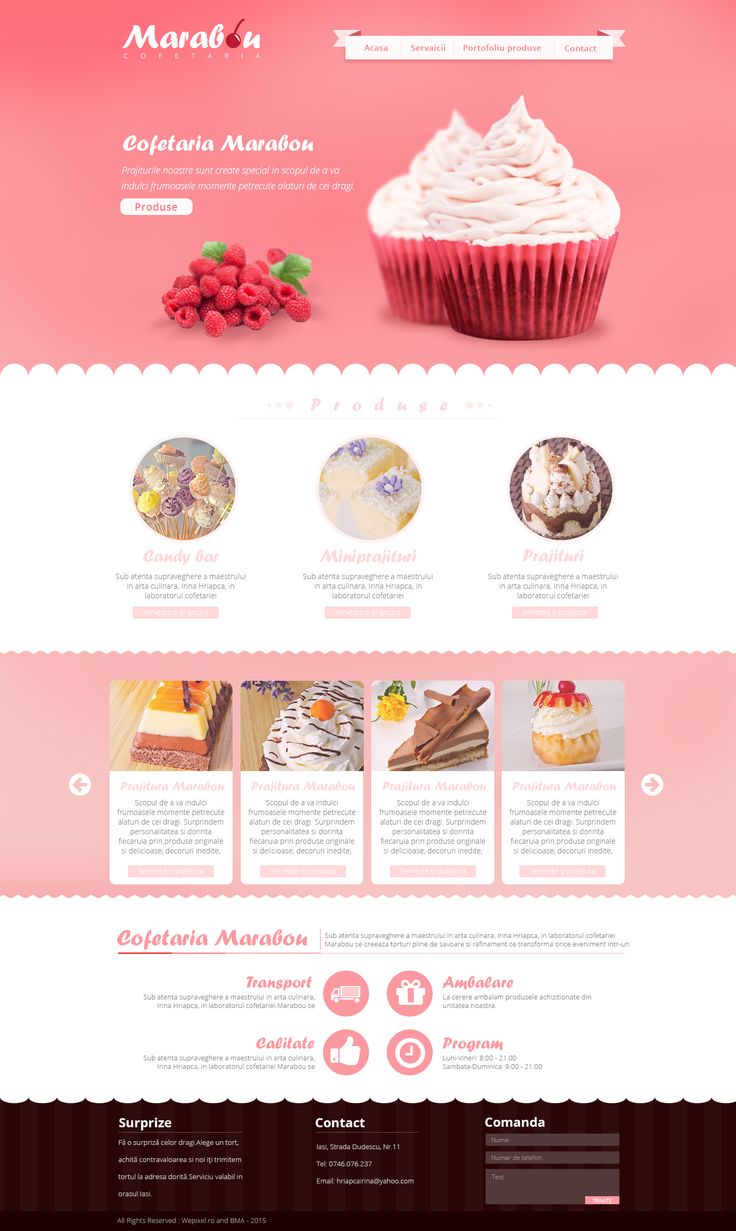 Marabou
COFETARIA
Acasa
Servaicii
Portofoliu produse
Contact
Cofetaria Marabou
Prajiturile noastre sunt create special in scopul de a va
indulci frumoasele momente petrecute alaturi de cei dragi.
Produse
Produse
Candy bar
Sub atenta supraveghere a maestrului
in arta culinara, Irina Hriapca, in
laboratorul cofetariei
Serveste o prajitura
Miniprajituri
Sub atenta supraveghere a maestrului
in arta culinara, Irina Hriapca, in
laboratorul cofetariei
Serveste o prajitura
Prajituri
Sub atenta supraveghere a maestrului
in arta culinara, Irina Hriapca, in
laboratorul cofetariei
Serveste o prajitura
Prajitura Marabou
Scopul de a va indulci
frumoasele momente petrecute
alaturi de cei dragi. Surprindem
personalitatea si dorinta
fiecaruia prin produse originale
si delicioase, decoruri inedite,
Serveste o prajitura
Prajitura Marabou
Scopul de a va indulci
frumoasele momente petrecute
alaturi de cei dragi. Surprindem
personalitatea si dorinta
fiecaruia prin produse originale
si delicioase, decoruri inedite,
Serveste o prajitura
Prajitura Marabou
Scopul de a va indulci
frumoasele momente petrecute
alaturi de cei dragi. Surprindem
personalitatea si dorinta
fiecaruia prin produse originale
si delicioase, decoruri inedite,
Serveste o prajitura
Prajitura Marabou
Scopul de a va indulci
frumoasele momente petrecute
alaturi de cei dragi. Surprindem
personalitatea si dorinta
fiecaruia prin produse originale
si delicioase, decoruri inedite,
Serveste o prajitura
Cofetaria Marabou
Sub atenta supraveghere a maestrului in arta culinara, Irina Hriapca, in laboratorul cofetariei
Marabou se creeaza torturi pline de savoare si rafinament ce transforma orice eveniment intr-un
Transport
Sub atenta supraveghere a maestrului in arta culinara,
Irina Hriapca, in laboratorul cofetariei Marabou se
Ambalare
La cerere ambalam produsele achizitionate din
unitatea noastra.
Calitate
Sub atenta supraveghere a maestrului in arta culinara,
Irina Hriapca, in laboratorul cofetariei Marabou se
Program
Luni-Vineri: 8:00 - 21.00
Sambata-Duminica: 9:00 - 21.00
Surprize
Fă o surpriză celor dragi.Alege un tort,
achită contravaloarea si noi iți trimitem
tortul la adresa dorită.Serviciu valabil in
orasul Iasi.
Contact
Iasi, Strada Dudescu, Nr.11
Tel: 0746.076.237
Email: hriapcairina@yahoo.com
Comanda
Nume
Numar de telefon
Text
TRIMITE
All Rights Reserved : Wepixel.ro and BMA - 2015